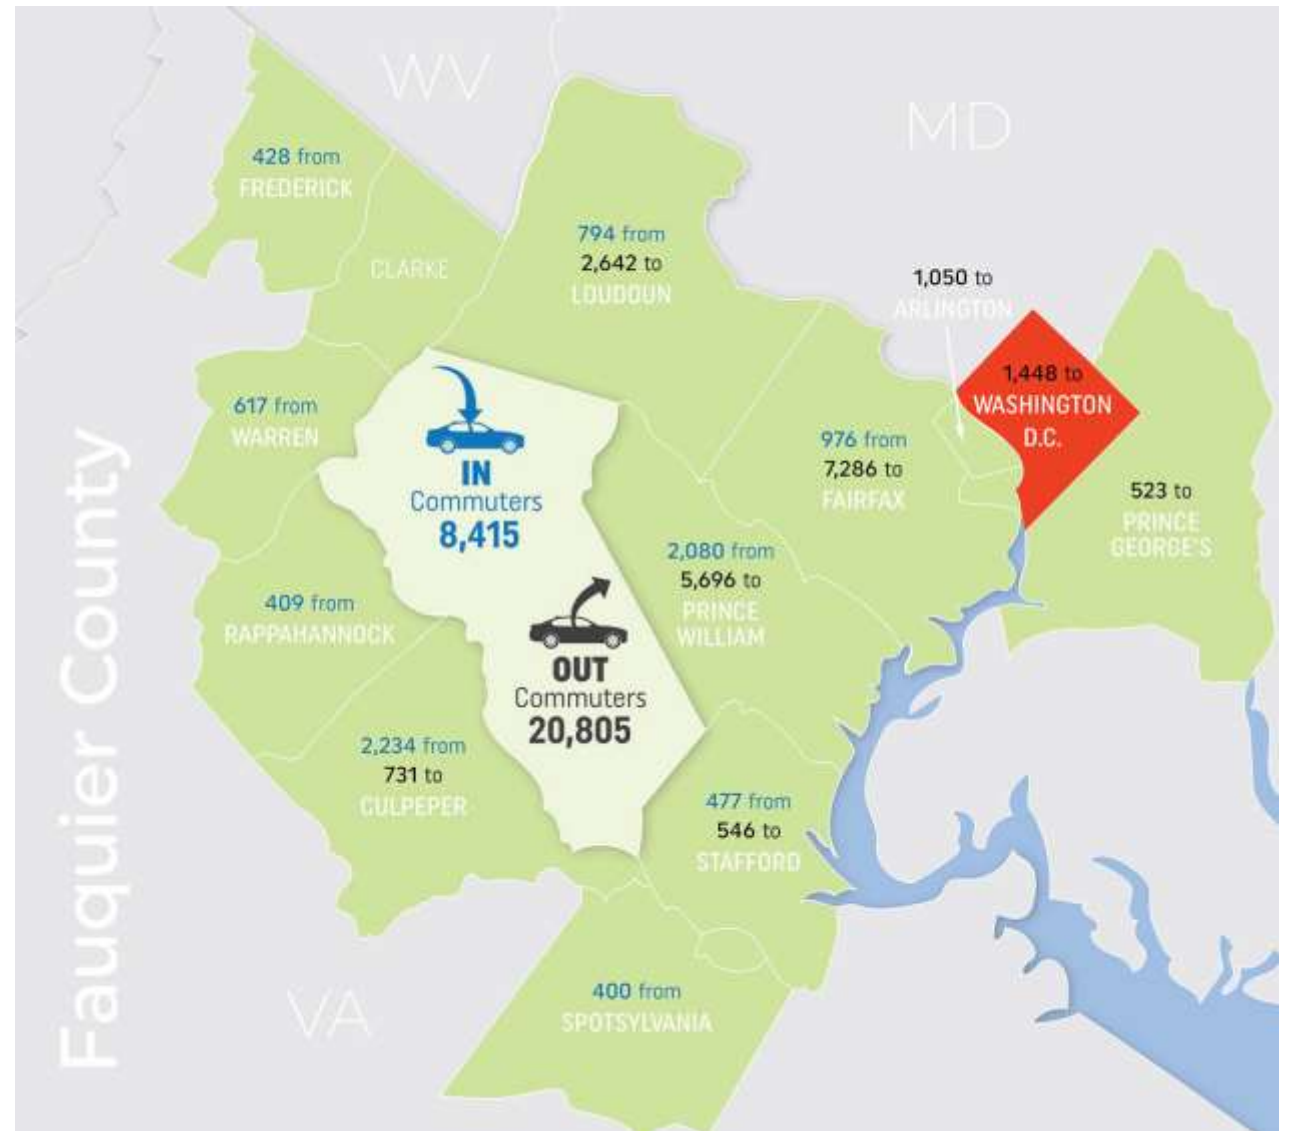 WV
MD
428 from
FREDERICK
CLARKE
794 from
2,642 to
LOUDOUN
1,050 to
ARLINGTON
1,448 to
WASHINGTON
D.C.
617 from
WARREN
IN
Commuters
8,415
976 from
7,286 to
FAIRFAX
523 to
PRINCE
GEORGE'S
409 from
RAPPAHANNOCK
2,080 from
5,696 to
PRINCE
WILLIAM
OUT
Commuters
20,805
2,234 from
731 to
CULPEPER
477 from
546 to
STAFFORD
400 from
SPOTSYLVANIA
VA
Fauquier County